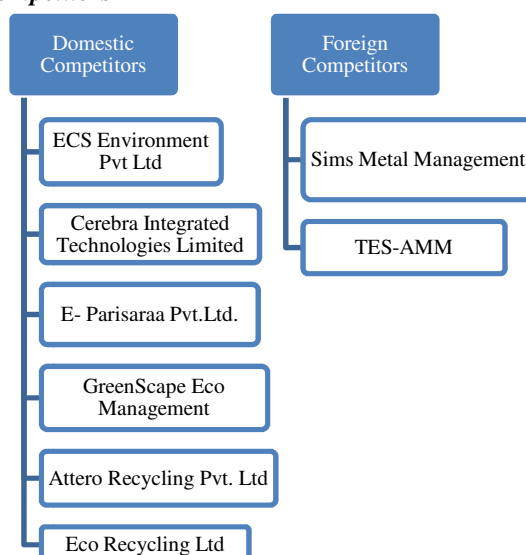 Domestic
Competitors
ECS Environment
Pvt Ltd
Cerebra Integrated
Technologies Limited
E- Parisaraa Pvt.Ltd.
GreenScape Eco
Management
Attero Recycling Pvt. Ltd
Eco Recycling Ltd
Foreign
Competitors
Sims Metal Management
TES-AMM